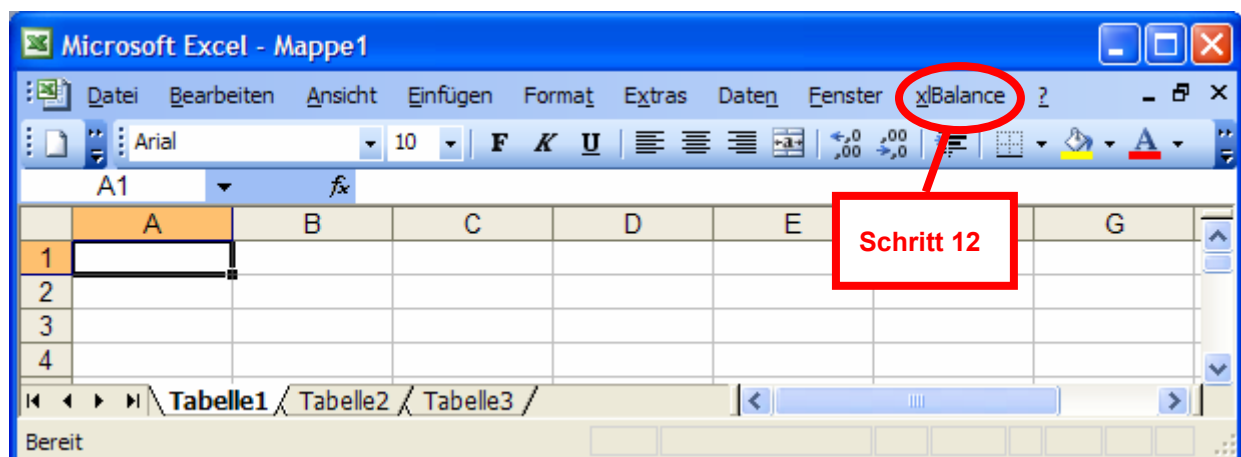 Microsoft Excel - Mappe1
Datei Bearbeiten Ansicht Einfügen Format Extras Daten Fenster xlBalance ?
Arial 10 F K U
A1 fx
A B C D E G
Schritt 12
1
2
3
4
Tabelle1 Tabelle2 Tabelle3
Bereit